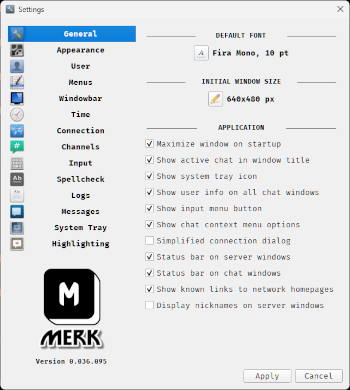 Settings
General
Appearance
User
Menus
Windowbar
Time
Connection
Channels
Input
Spellcheck
Logs
Messages
System Tray
Highlighting
MERK
Version 0.036.095
DEFAULT FONT
Fira Mono, 10 pt
INITIAL WINDOW SIZE
640x480 px
APPLICATION
Maximize window on startup
Show active chat in window title
Show system tray icon
Show user info on all chat windows
Show input menu button
Show chat context menu options
Simplified connection dialog
Status bar on server windows
Status bar on chat windows
Show known links to network homepages
Display nicknames on server windows
Apply
Cancel